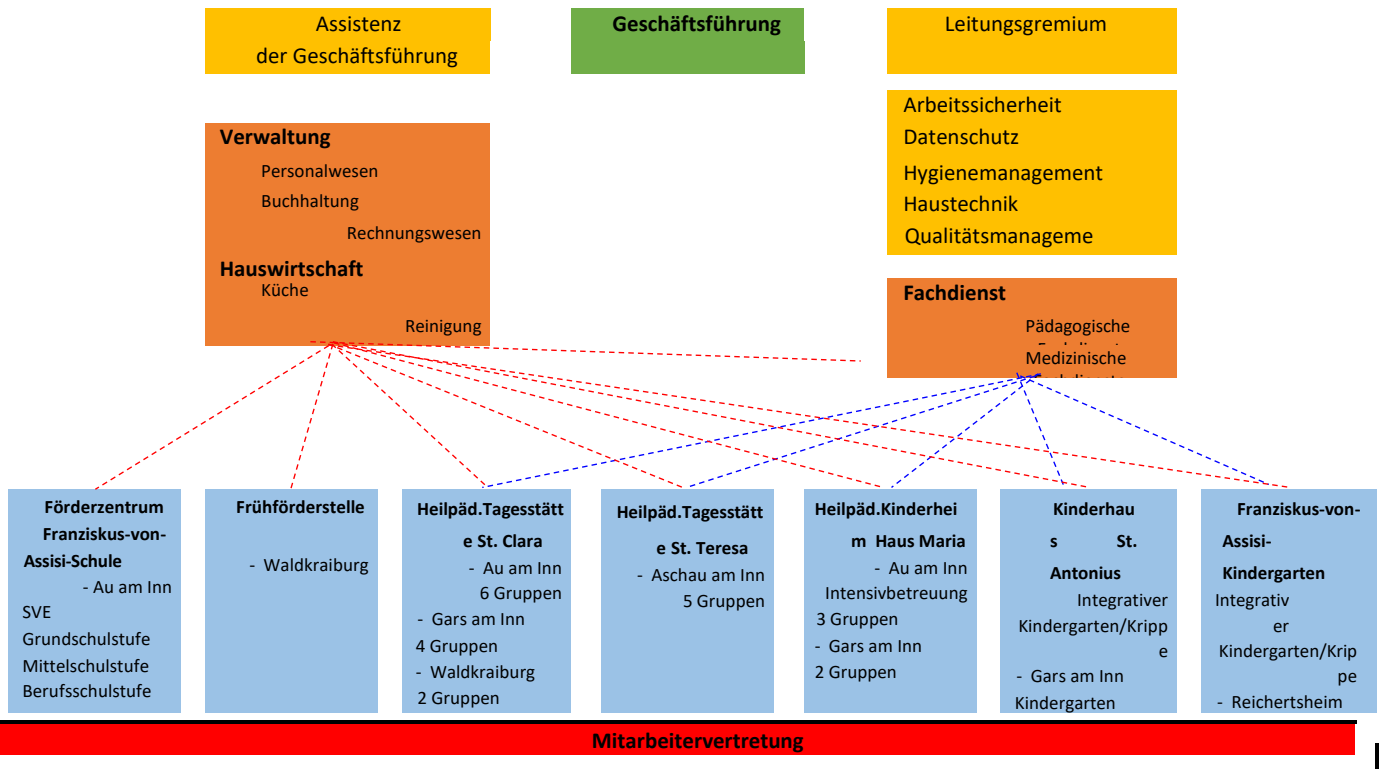 Assistenz
der Geschäftsführung
Geschäftsführung
Leitungsgremium
Arbeitssicherheit
Datenschutz
Hygienemanagement
Haustechnik
Qualitätsmanageme
Verwaltung
Personalwesen
Buchhaltung
Rechnungswesen
Hauswirtschaft
Küche
Reinigung
Fachdienst
Pädagogische
Medizinische
Förderzentrum
Franziskus-von-
Assisi-Schule
- Au am Inn
SVE
Grundschulstufe
Mittelschulstufe
Berufsschulstufe
Frühförderstelle
- Waldkraiburg
Heilpäd.Tagesstätt
e St. Clara
- Au am Inn
6 Gruppen
- Gars am Inn
4 Gruppen
- Waldkraiburg
2 Gruppen
Heilpäd.Tagesstätt
e St. Teresa
- Aschau am Inn
5 Gruppen
Heilpäd.Kinderhei
m Haus Maria
- Au am Inn
Intensivbetreuung
3 Gruppen
- Gars am Inn
2 Gruppen
Kinderhau
s St.
Antonius
Integrativer
Kindergarten/Kripp
e
- Gars am Inn
Kindergarten
Franziskus-von-
Assisi-
Kindergarten
Integrativ
er
Kindergarten/Krip
pe
- Reichertsheim
Mitarbeitervertretung